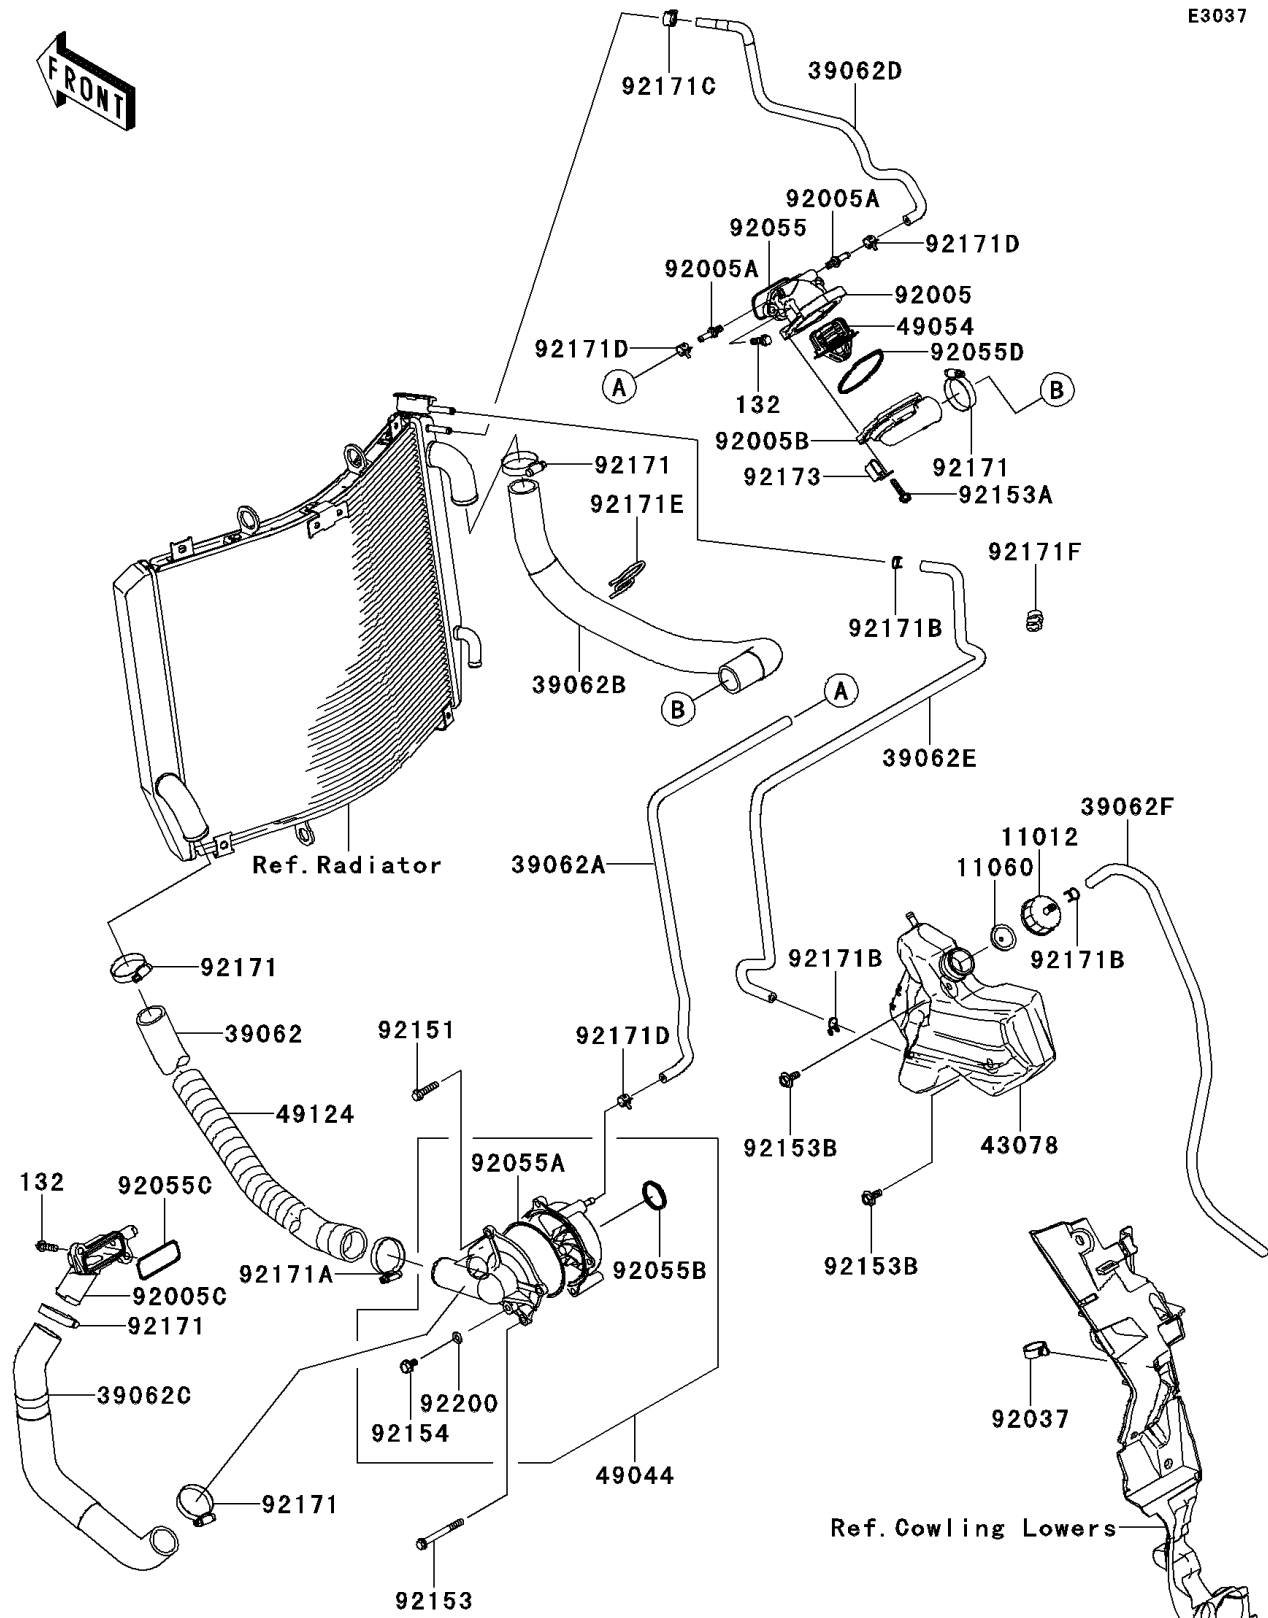 E3037
FRONT
92171C
39062D
92005A
92055
92171D
92005A
92005
49054
92171D
92055D
A
132
B
92005B
92171
92171
92173
92153A
92171E
92171F
92171B
39062B
B
A
39062E
39062F
11012
39062A
11060
Ref.Radiator
92171
92171B
92171B
39062
92151
92171D
49124
92153B
43078
92055A
132
92055C
92171A
92055B
92153B
92005C
92171
39062C
92200
92037
92154
49044
92171
Ref.Cowling Lowers
92153